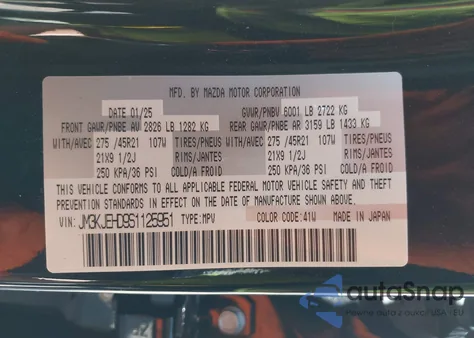 MFD. BY MAZDA MOTOR CORPORATION
DATE 01/25 GVWR/PNBV 6001 LB 2722 KG
FRONT GAWR/PNBE AV 2826 LB 1282 KG REAR GAWR/PNBE AR 3159 LB 1433 KG
WITH/AVEC 275 /45R21 107W TIRES/PNEUS WITH/AVEC 275 /45R21 107W TIRES/PNEUS
21X9 1/2J RIMS/JANTES 21X9 1/2J RIMS/JANTES
250 KPA/36 PSI COLD/A FROID 250 KPA/36 PSI COLD/A FROID
THIS VEHICLE CONFORMS TO ALL APPLICABLE FEDERAL MOTOR VEHICLE SAFETY AND THEFT
PREVENTION STANDARDS IN EFFECT ON THE DATE OF MANUFACTURE SHOWN ABOVE.
VIN: JM3KJEHD9S1125951 TYPE:MPV COLOR CODE:41W MADE IN JAPAN
autoSnap